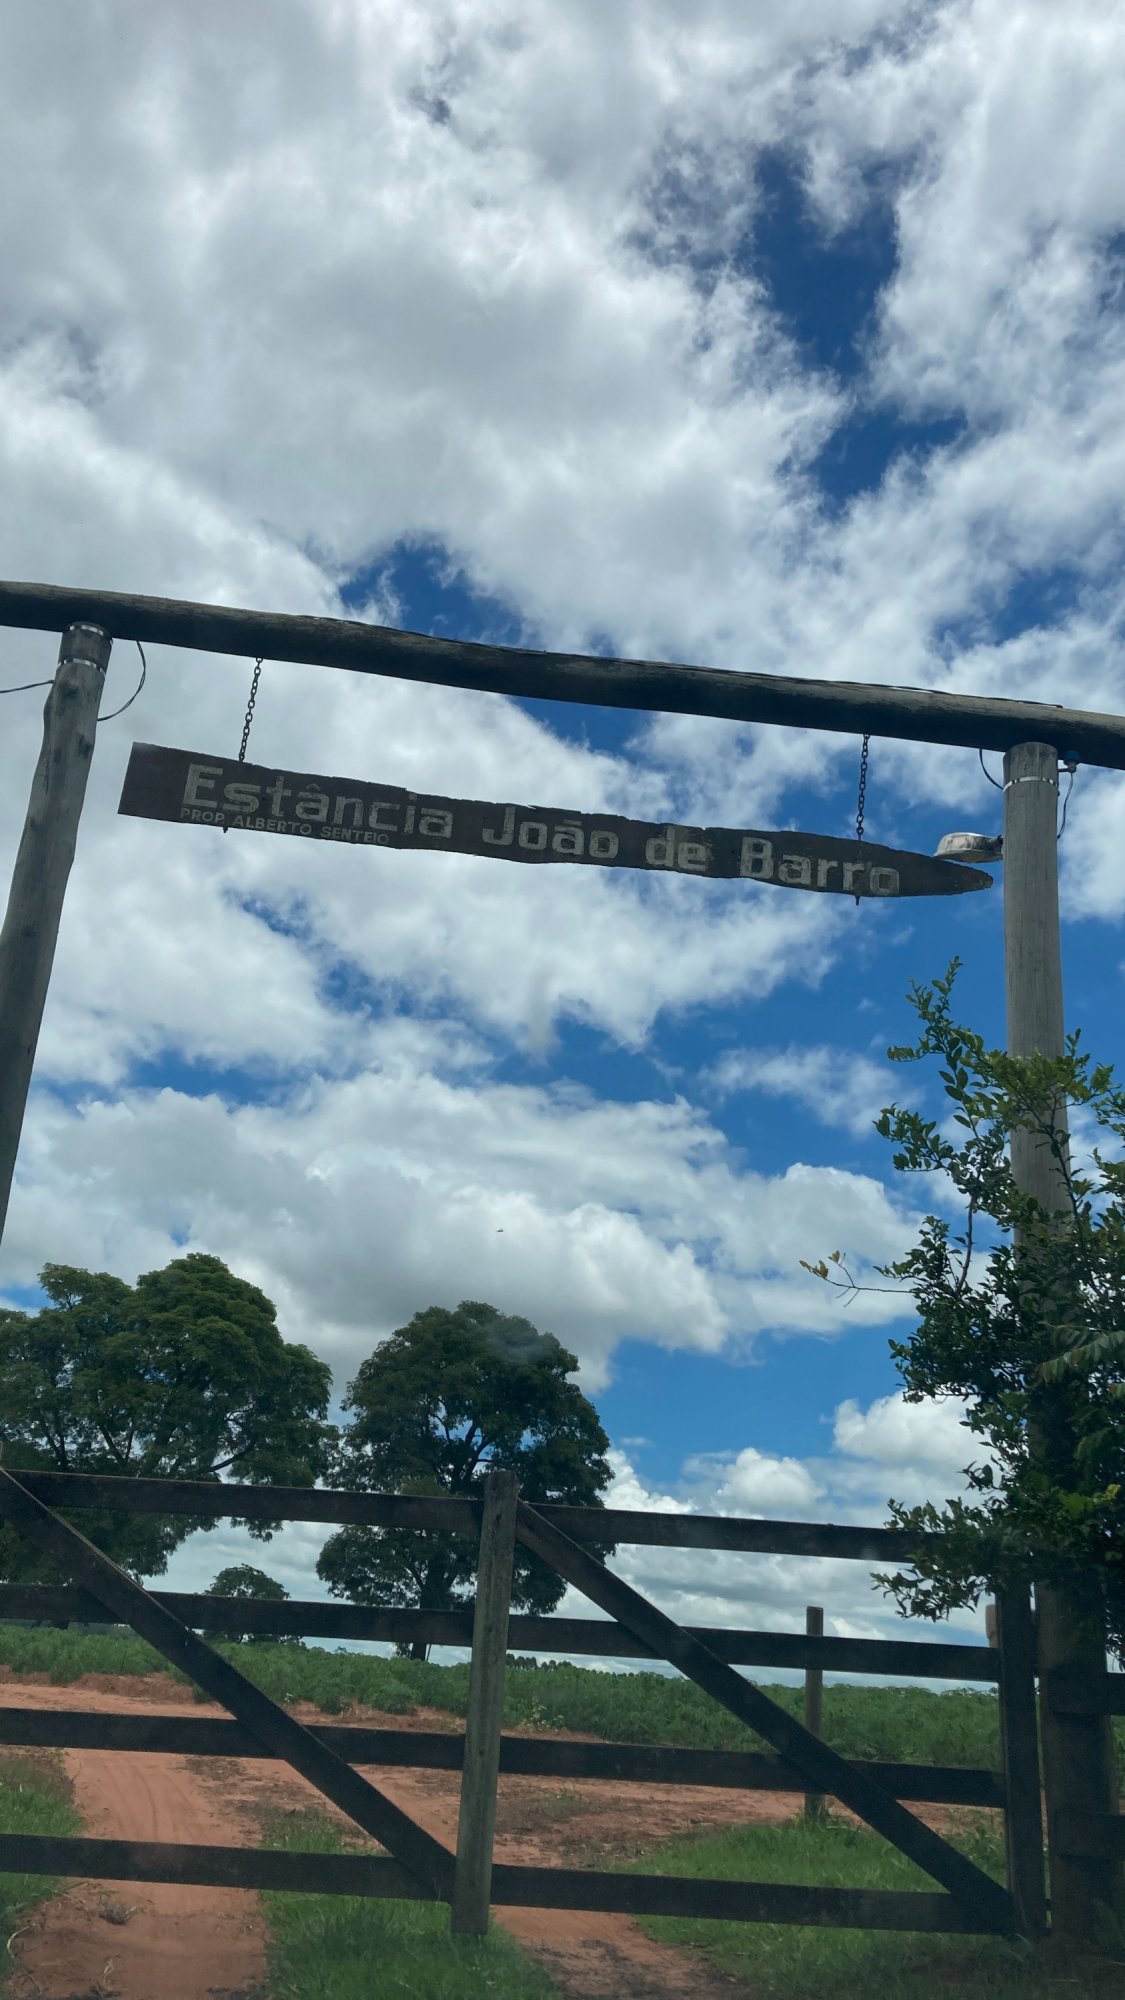 Estância João de Barro
PROP. ALBERTO SENTEIO